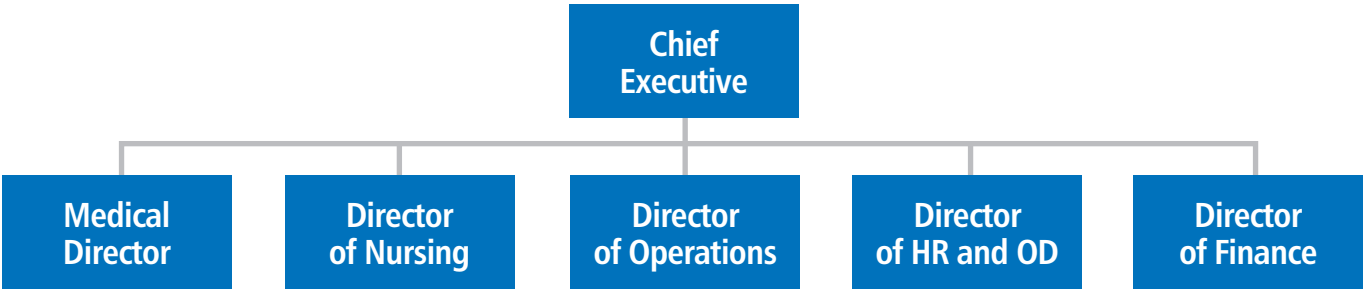 Chief
Executive
Medical
Director
Director
of Nursing
Director
of Operations
Director
of HR and OD
Director
of Finance